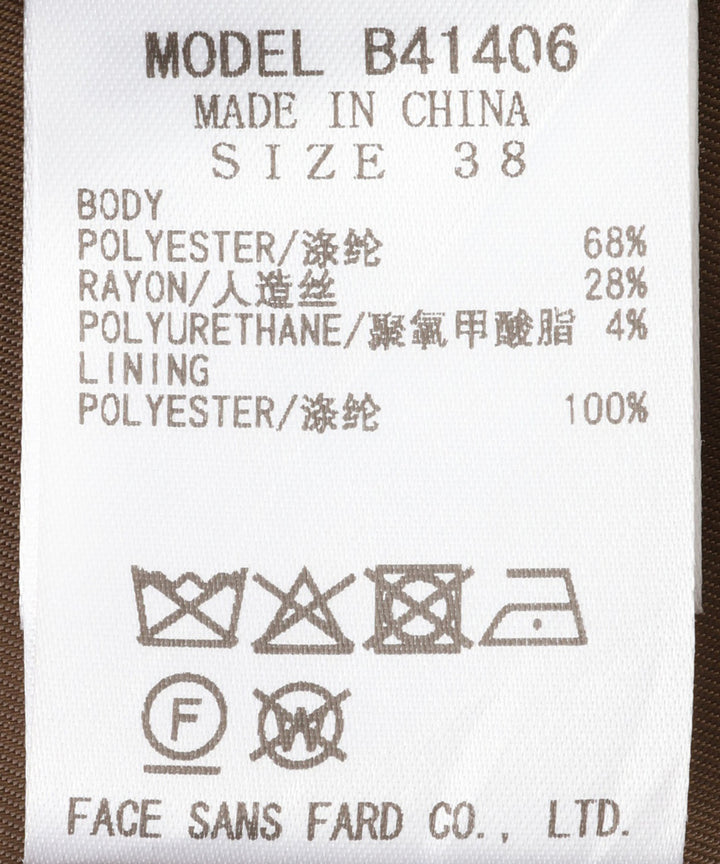 MODEL B41406
MADE IN CHINA
SIZE 38
BODY
POLYESTER/涤纶 68%
RAYON/人造丝 28%
POLYURETHANE/聚氧甲酸脂 4%
LINING
POLYESTER/涤纶 100%
F
W
FACE SANS FARD CO., LTD.